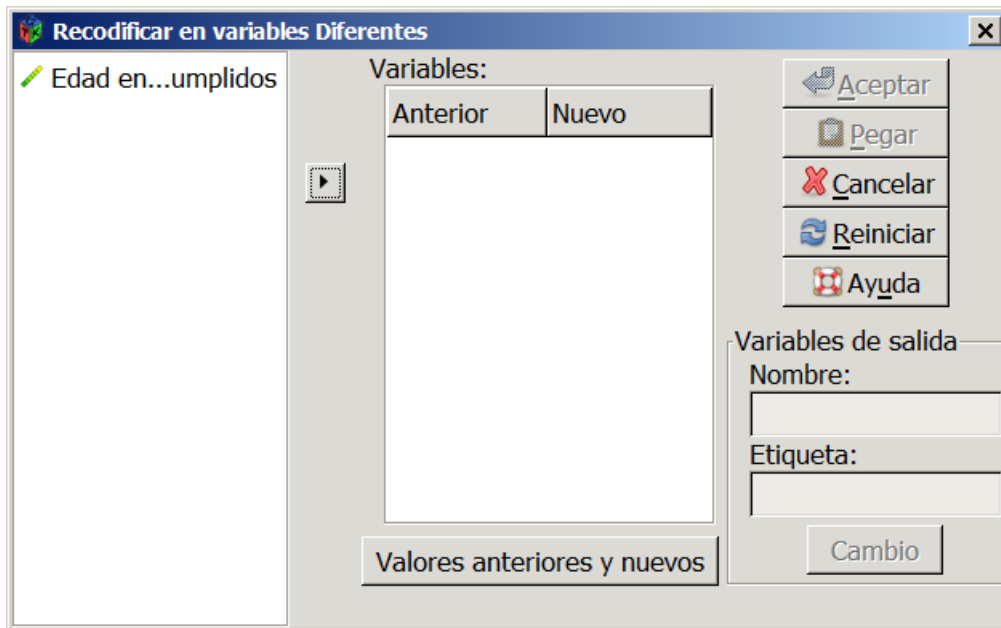 Recodificar en variables Diferentes
Edad en...umplidos
Variables:
Anterior Nuevo
Aceptar
Pegar
Cancelar
Reiniciar
Ayuda
Variables de salida
Nombre:
Etiqueta:
Cambio
Valores anteriores y nuevos